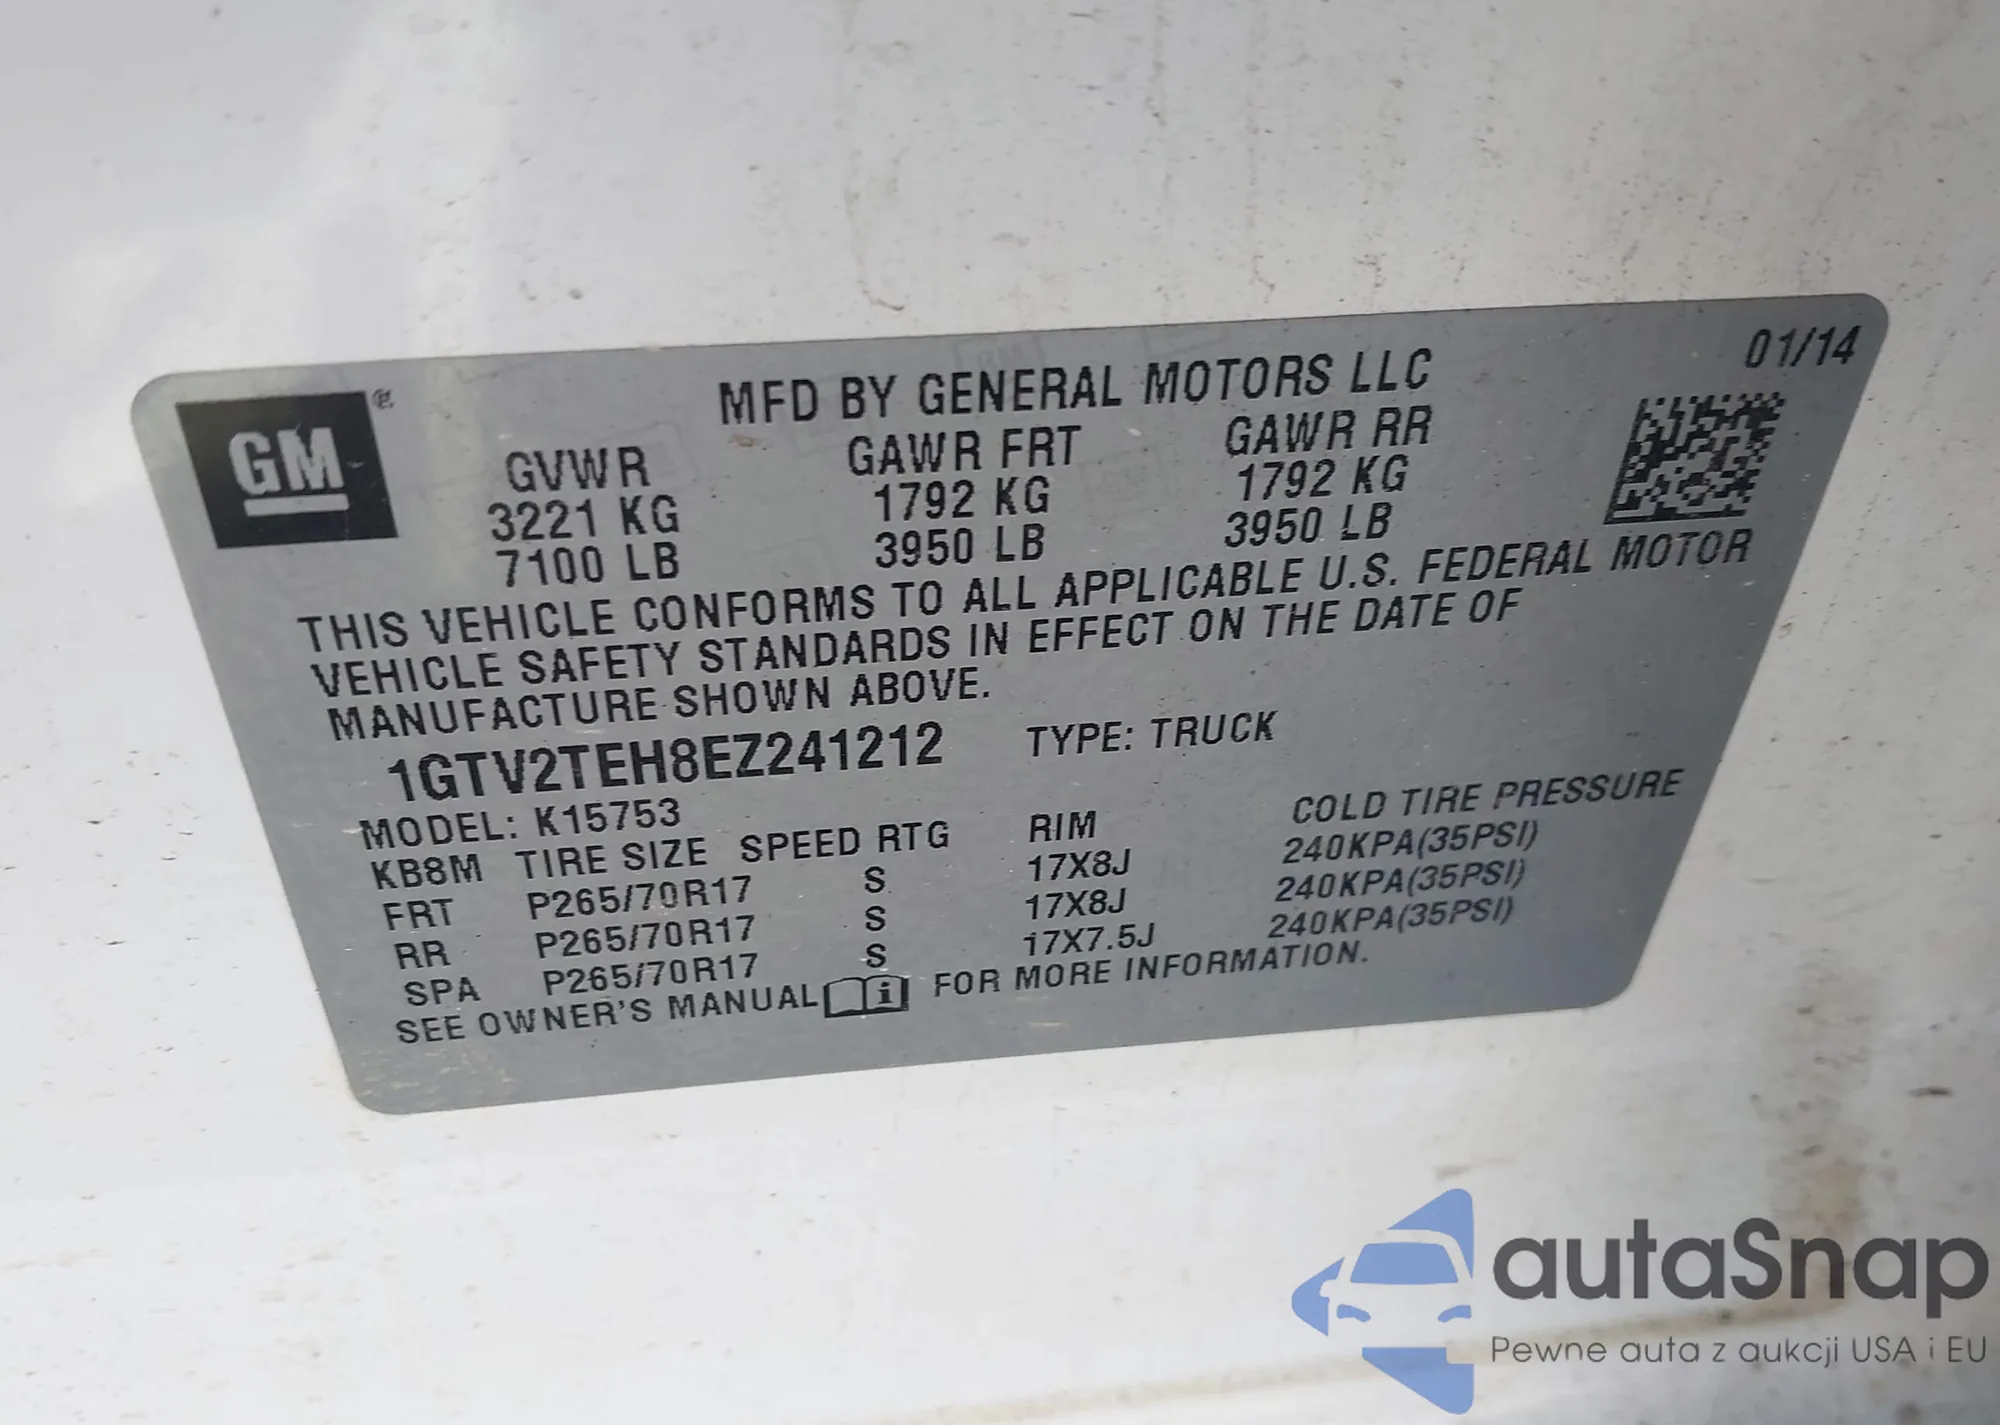 GM ®
MFD BY GENERAL MOTORS LLC 01/14
GVWR GAWR FRT GAWR RR
3221 KG 1792 KG 1792 KG
7100 LB 3950 LB 3950 LB
THIS VEHICLE CONFORMS TO ALL APPLICABLE U.S. FEDERAL MOTOR
VEHICLE SAFETY STANDARDS IN EFFECT ON THE DATE OF
MANUFACTURE SHOWN ABOVE.
1GTV2TEH8EZ241212 TYPE: TRUCK
MODEL: K15753
KB8M TIRE SIZE SPEED RTG RIM COLD TIRE PRESSURE
FRT P265/70R17 S 17X8J 240KPA(35PSI)
RR P265/70R17 S 17X8J 240KPA(35PSI)
SPA P265/70R17 S 17X7.5J 240KPA(35PSI)
SEE OWNER'S MANUAL i FOR MORE INFORMATION.
autaSnap
Pewne auta z aukcji USA i EU